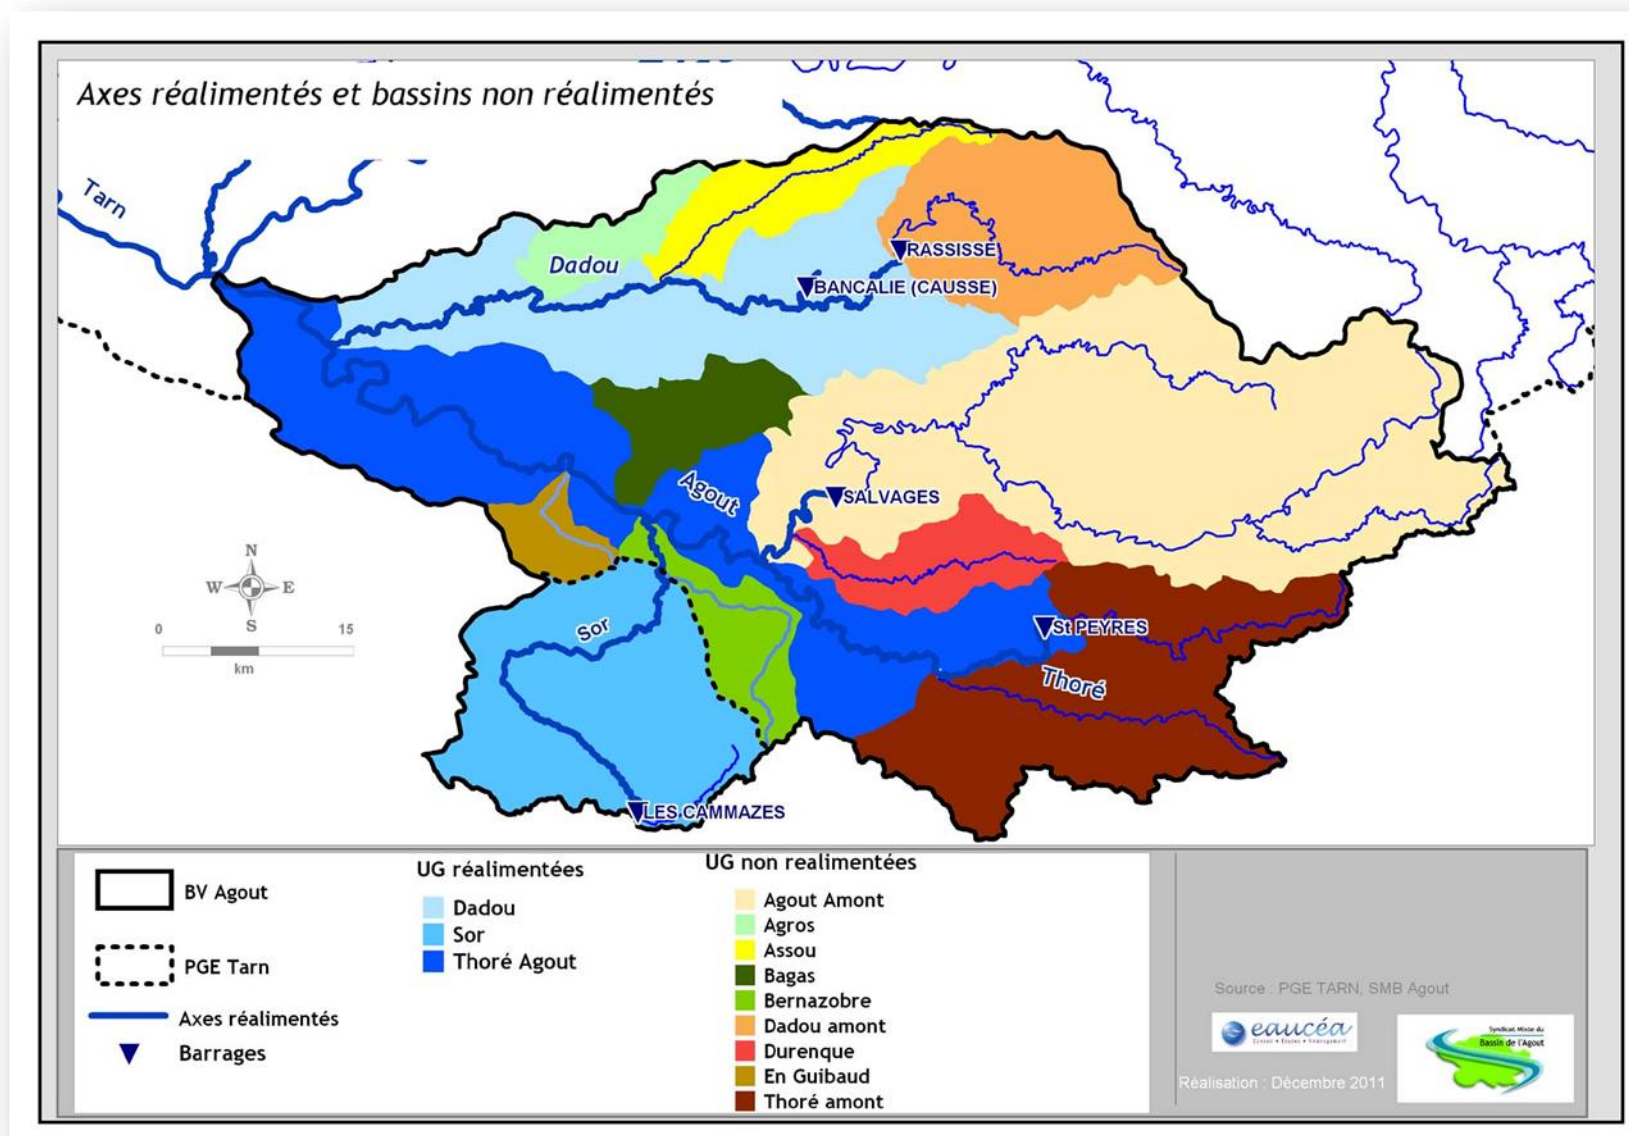 Axes réalimentés et bassins non réalimentés
Tarn
Dadou
RASSISSE
BANCALIE (CAUSSE)
Agout
SALVAGES
N
W E
S
0 15
km
Sor
St PEYRES
Thoré
LES CAMMAZES
BV Agout
PGE Tarn
Axes réalimentés
Barrages
UG réalimentées
Dadou
Sor
Thoré Agout
UG non realimentées
Agout Amont
Agros
Assou
Bagas
Bernazobre
Dadou amont
Durenque
En Guibaud
Thoré amont
Source : PGE TARN, SMB Agout
eaucéa
Conseil • Études • Aménagement
Syndicat Mixte du
Bassin de l'Agout
Réalisation : Décembre 2011